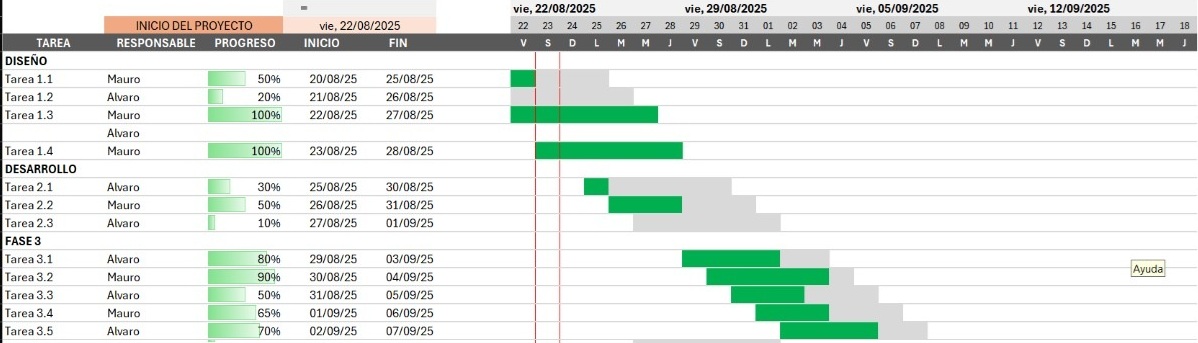 vie, 22/08/2025 vie, 29/08/2025 vie, 05/09/2025 vie, 12/09/2025
INICIO DEL PROYECTO vie, 22/08/2025 22 23 24 25 26 27 28 29 30 31 01 02 03 04 05 06 07 08 09 10 11 12 13 14 15 16 17 18
TAREA RESPONSABLE PROGRESO INICIO FIN V S D L M M J V S D L M M J V S D L M M J V S D L M M J
DISEÑO
Tarea 1.1 Mauro 50% 20/08/25 25/08/25
Tarea 1.2 Alvaro 20% 21/08/25 26/08/25
Tarea 1.3 Mauro 100% 22/08/25 27/08/25
Alvaro
Tarea 1.4 Mauro 100% 23/08/25 28/08/25
DESARROLLO
Tarea 2.1 Alvaro 30% 25/08/25 30/08/25
Tarea 2.2 Mauro 50% 26/08/25 31/08/25
Tarea 2.3 Alvaro 10% 27/08/25 01/09/25
FASE 3
Tarea 3.1 Alvaro 80% 29/08/25 03/09/25
Tarea 3.2 Mauro 90% 30/08/25 04/09/25
Ayuda
Tarea 3.3 Alvaro 50% 31/08/25 05/09/25
Tarea 3.4 Mauro 65% 01/09/25 06/09/25
Tarea 3.5 Alvaro 70% 02/09/25 07/09/25